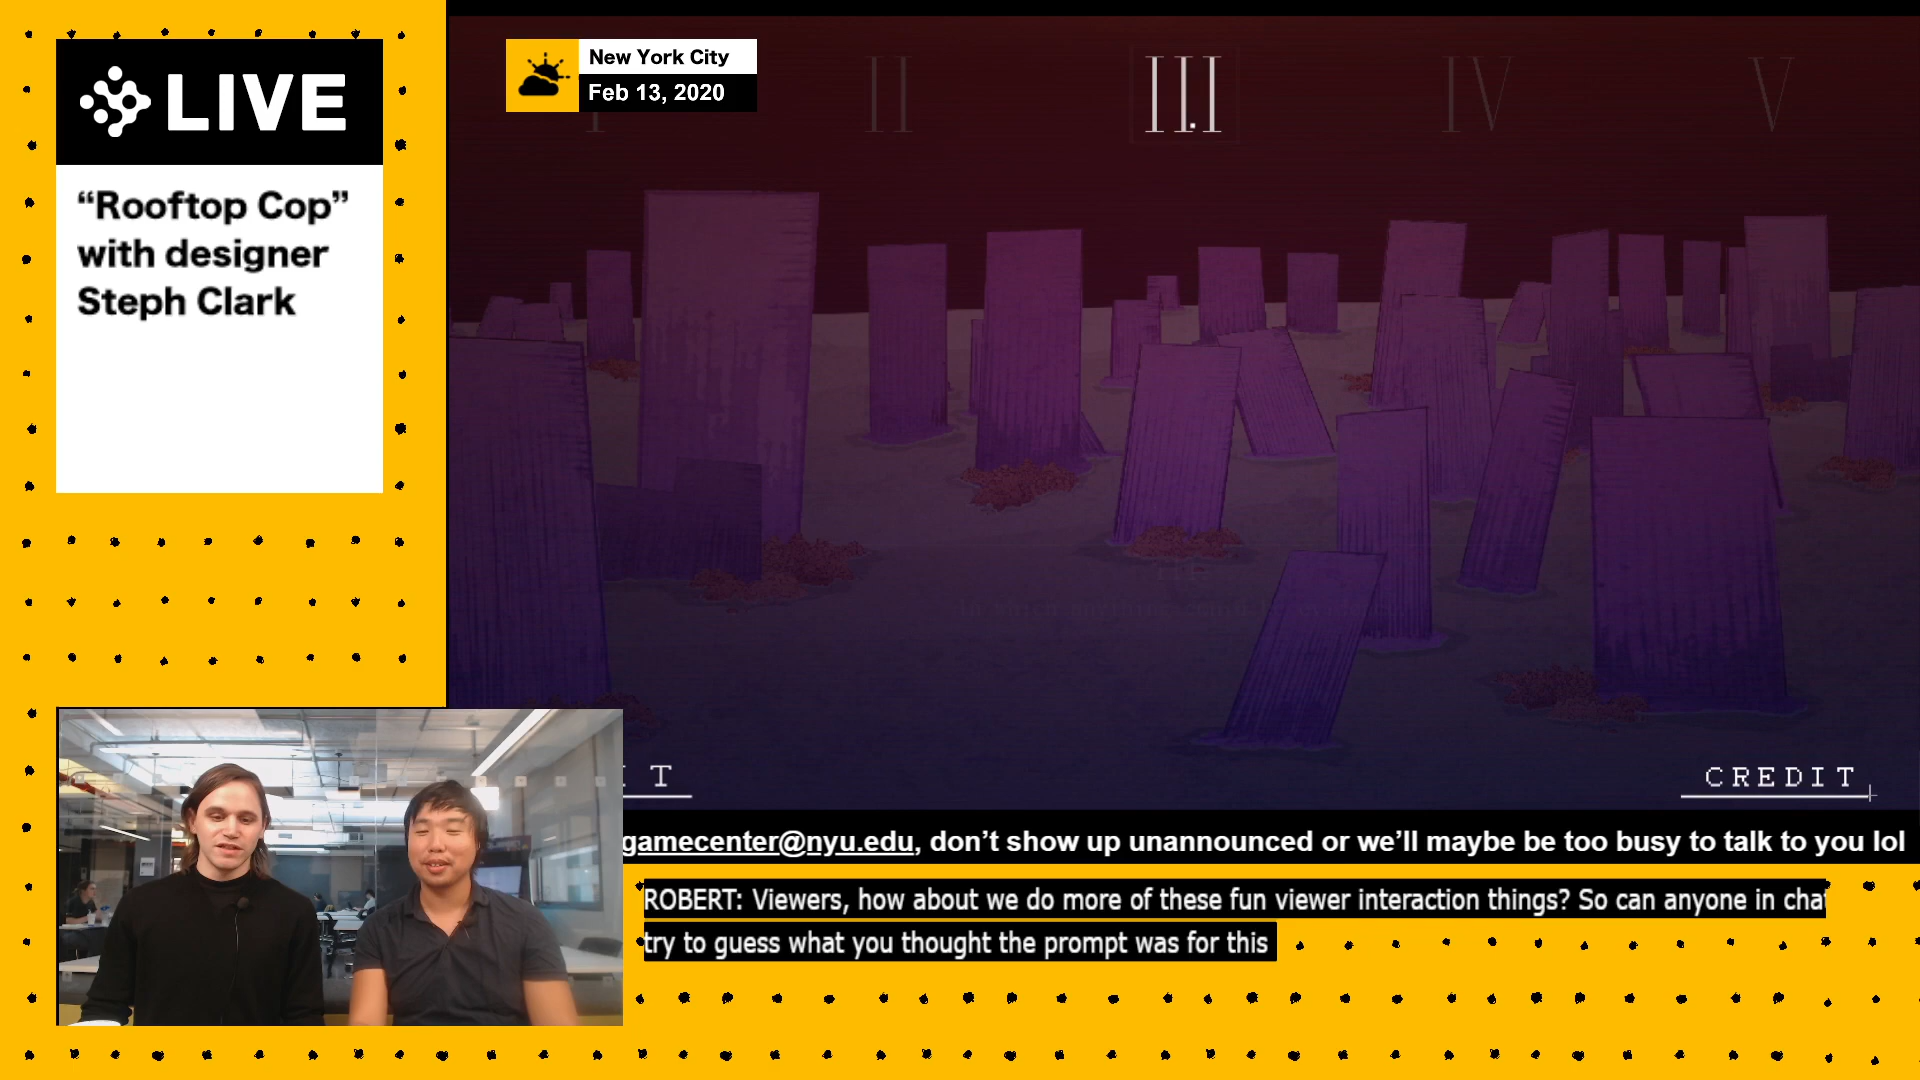 LIVE
“Rooftop Cop”
with designer
Steph Clark
New York City
Feb 13, 2020
I
II
II.I
IV
V
T
CREDIT
gamecenter@nyu.edu, don’t show up unannounced or we’ll maybe be too busy to talk to you lol
ROBERT: Viewers, how about we do more of these fun viewer interaction things? So can anyone in chat
try to guess what you thought the prompt was for this